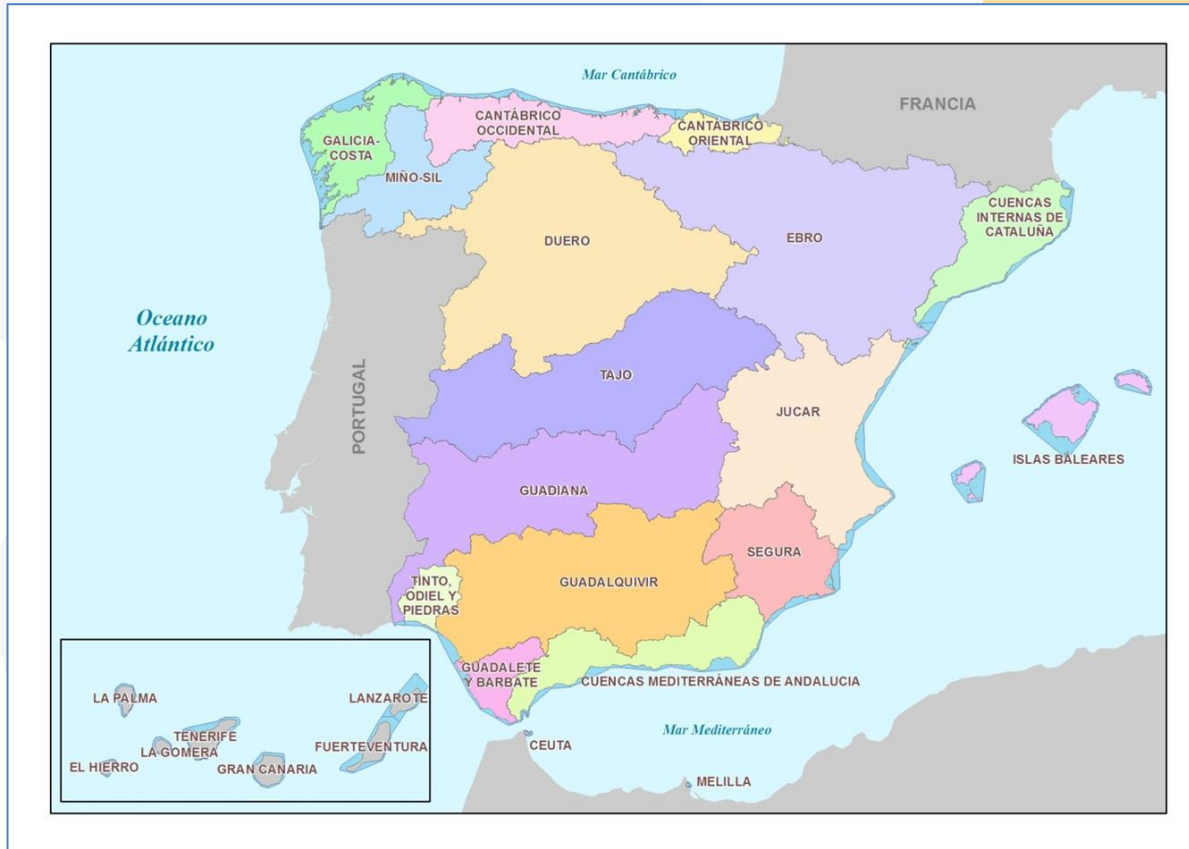 Mar Cantábrico
FRANCIA
CANTÁBRICO
OCCIDENTAL
CANTÁBRICO
ORIENTAL
GALICIA-
COSTA
MIÑO-SIL
CUENCAS
INTERNAS DE
CATALUÑA
DUERO
EBRO
Oceano
Atlántico
PORTUGAL
TAJO
JUCAR
ISLAS BALEARES
GUADIANA
SEGURA
TINTO,
ODIEL Y
PIEDRAS
GUADALQUIVIR
GUADALETE
Y BARBATE
CUENCAS MEDITERRÁNEAS DE ANDALUCIA
LA PALMA
LANZAROTE
TENERIFE
LA GOMERA
FUERTEVENTURA
EL HIERRO
GRAN CANARIA
Mar Mediterráneo
CEUTA
MELILLA